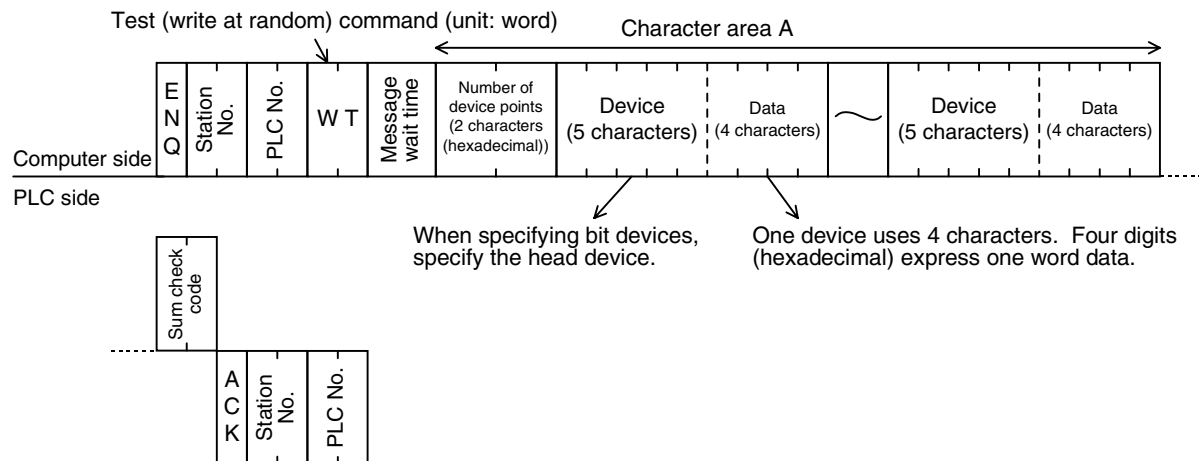 Test (write at random) command (unit: word)
Character area A
E
N
Q
Station
No.
PLC No.
W T
Message
wait time
Number of
device points
(2 characters
(hexadecimal))
Device
(5 characters)
Data
(4 characters)
Device
(5 characters)
Data
(4 characters)
Computer side
PLC side
When specifying bit devices,
specify the head device.
One device uses 4 characters. Four digits
(hexadecimal) express one word data.
Sum check
code
A
C
K
Station
No.
PLC No.